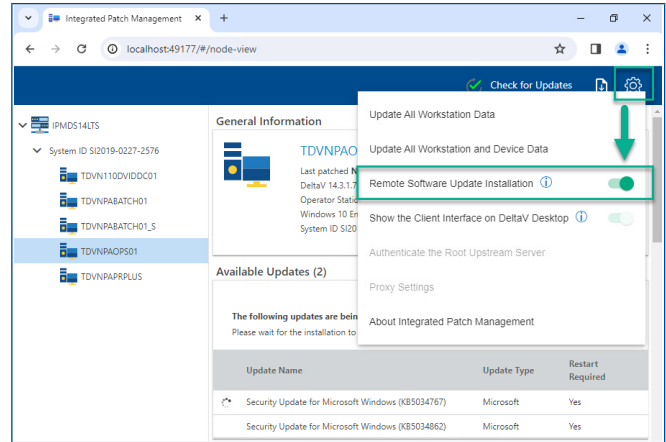 Integrated Patch Management
localhost:49177/#/node-view
Check for Updates
IPMDS14LTS
System ID SI2019-0227-2576
TDVN110DVIDDC01
TDVNPABATCH01
TDVNPABATCH01_S
TDVNPAOPS01
TDVNPAPRPLUS
General Information
TDVNPAO
Last patched N
DeltaV 14.3.1.7
Operator Static
Windows 10 En
System ID SI20
Update All Workstation Data
Update All Workstation and Device Data
Remote Software Update Installation
Show the Client Interface on DeltaV Desktop
Authenticate the Root Upstream Server
Proxy Settings
About Integrated Patch Management
Available Updates (2)
The following updates are bein
Please wait for the installation to
Update Name Update Type Restart
Required
Security Update for Microsoft Windows (KB5034767) Microsoft Yes
Security Update for Microsoft Windows (KB5034862) Microsoft Yes